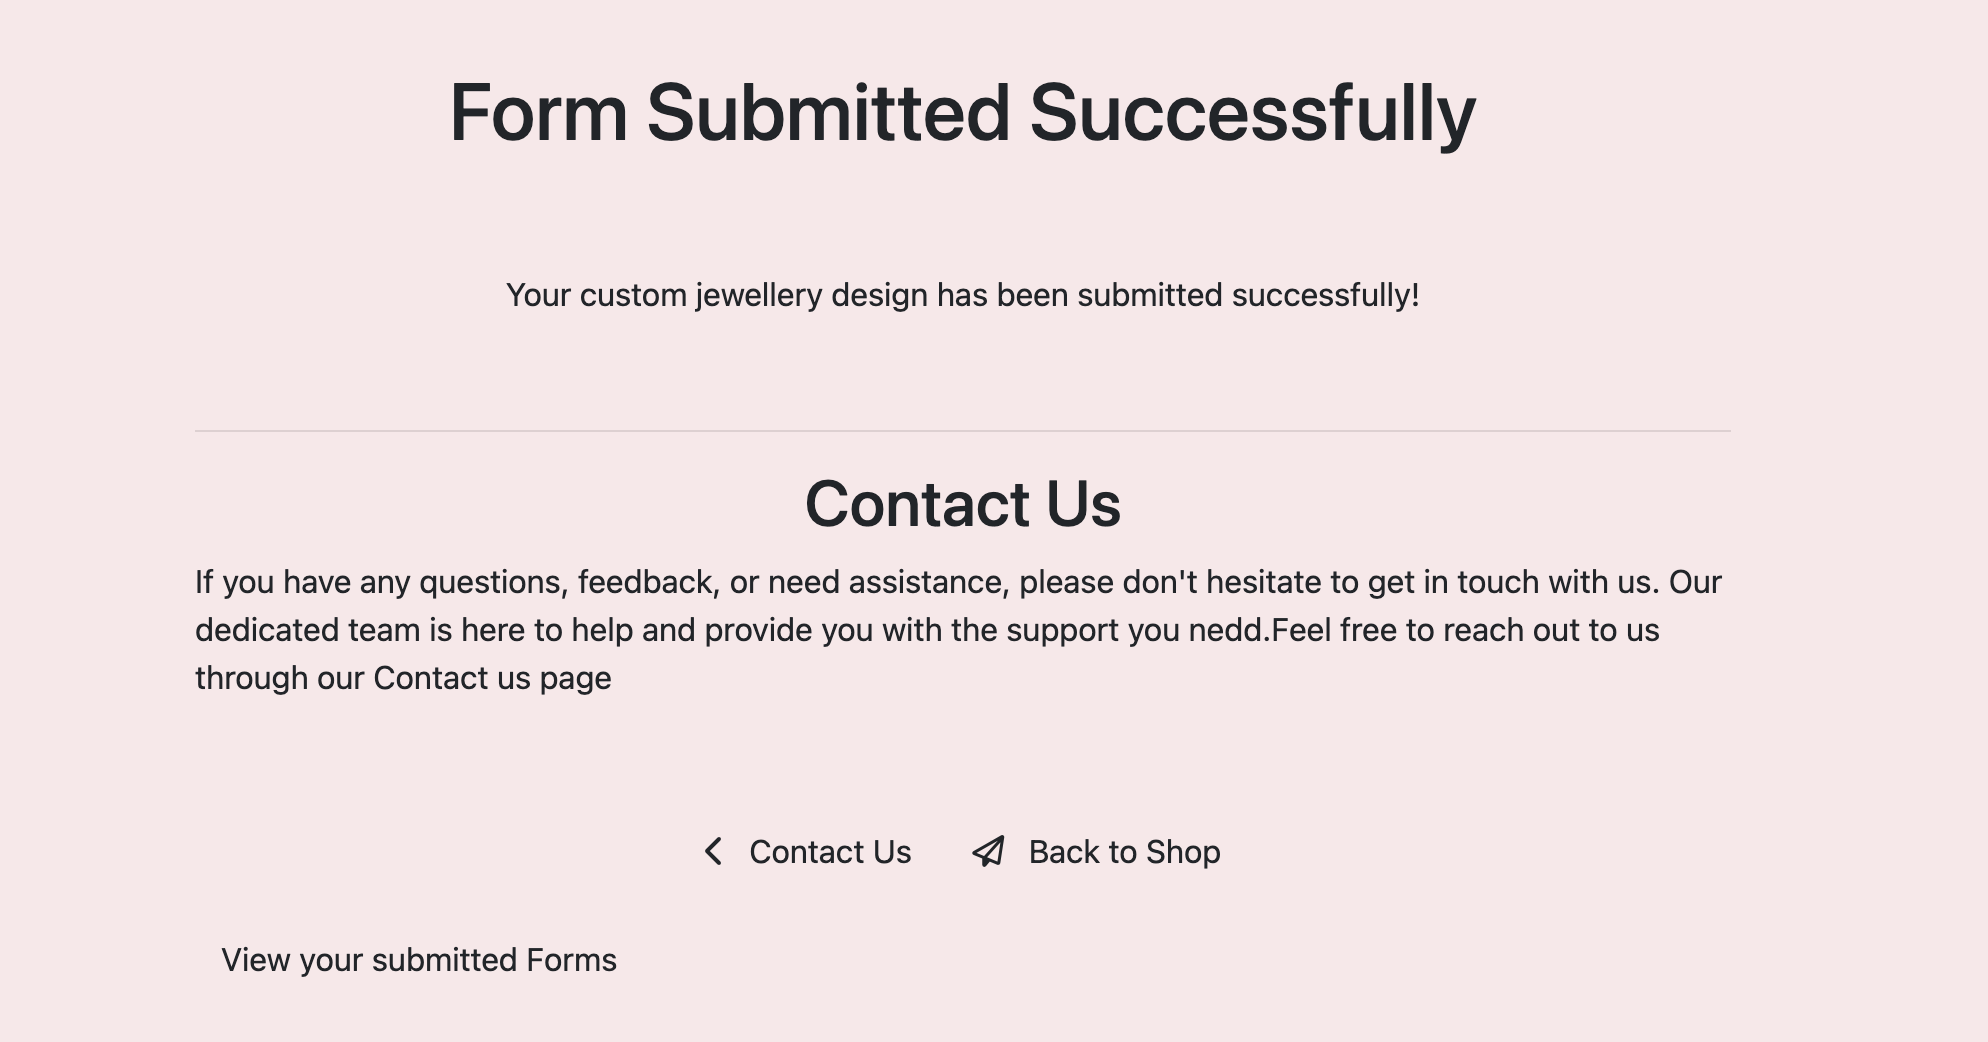 Form Submitted Successfully
Your custom jewellery design has been submitted successfully!
Contact Us
If you have any questions, feedback, or need assistance, please don't hesitate to get in touch with us. Our
dedicated team is here to help and provide you with the support you nedd.Feel free to reach out to us
through our Contact us page
Contact Us
Back to Shop
View your submitted Forms